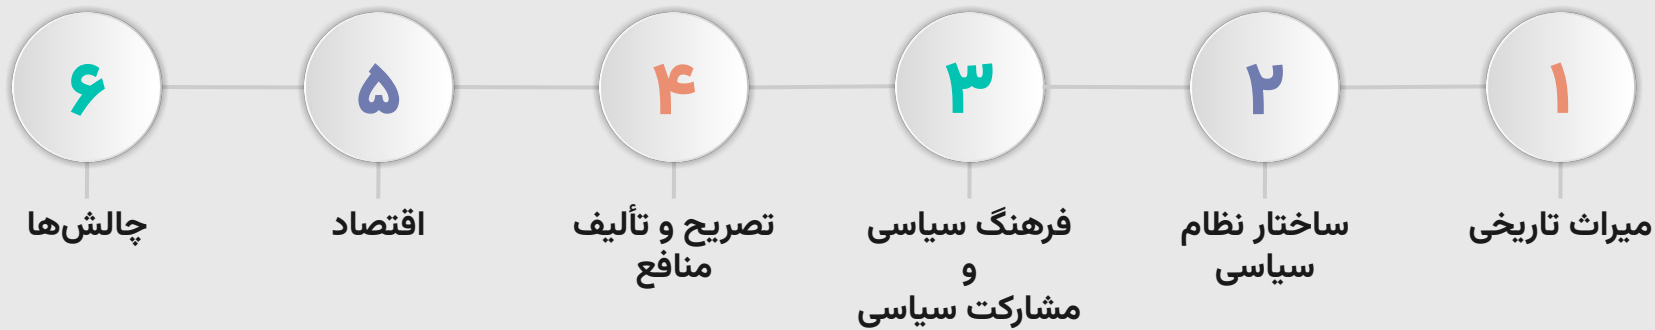 ۱
میراث تاریخی
۲
ساختار نظام
سیاسی
۳
فرهنگ سیاسی
و
مشارکت سیاسی
۴
تصریح و تألیف
منافع
۵
اقتصاد
۶
چالش‌ها